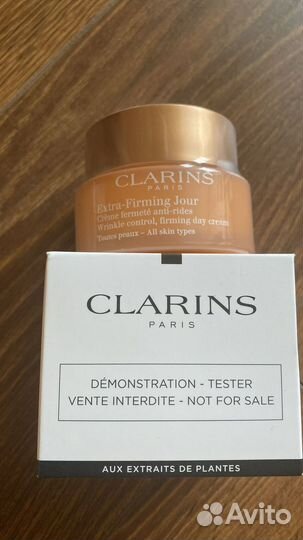 CLARINS
PARIS
Extra-Firming Jour
Crème fermeté anti-rides
Wrinkle control, firming day cream
Toutes peaux – All skin types
CLARINS
PARIS
DÉMONSTRATION - TESTER
VENTE INTERDITE - NOT FOR SALE
AUX EXTRAITS DE PLANTES
Avito